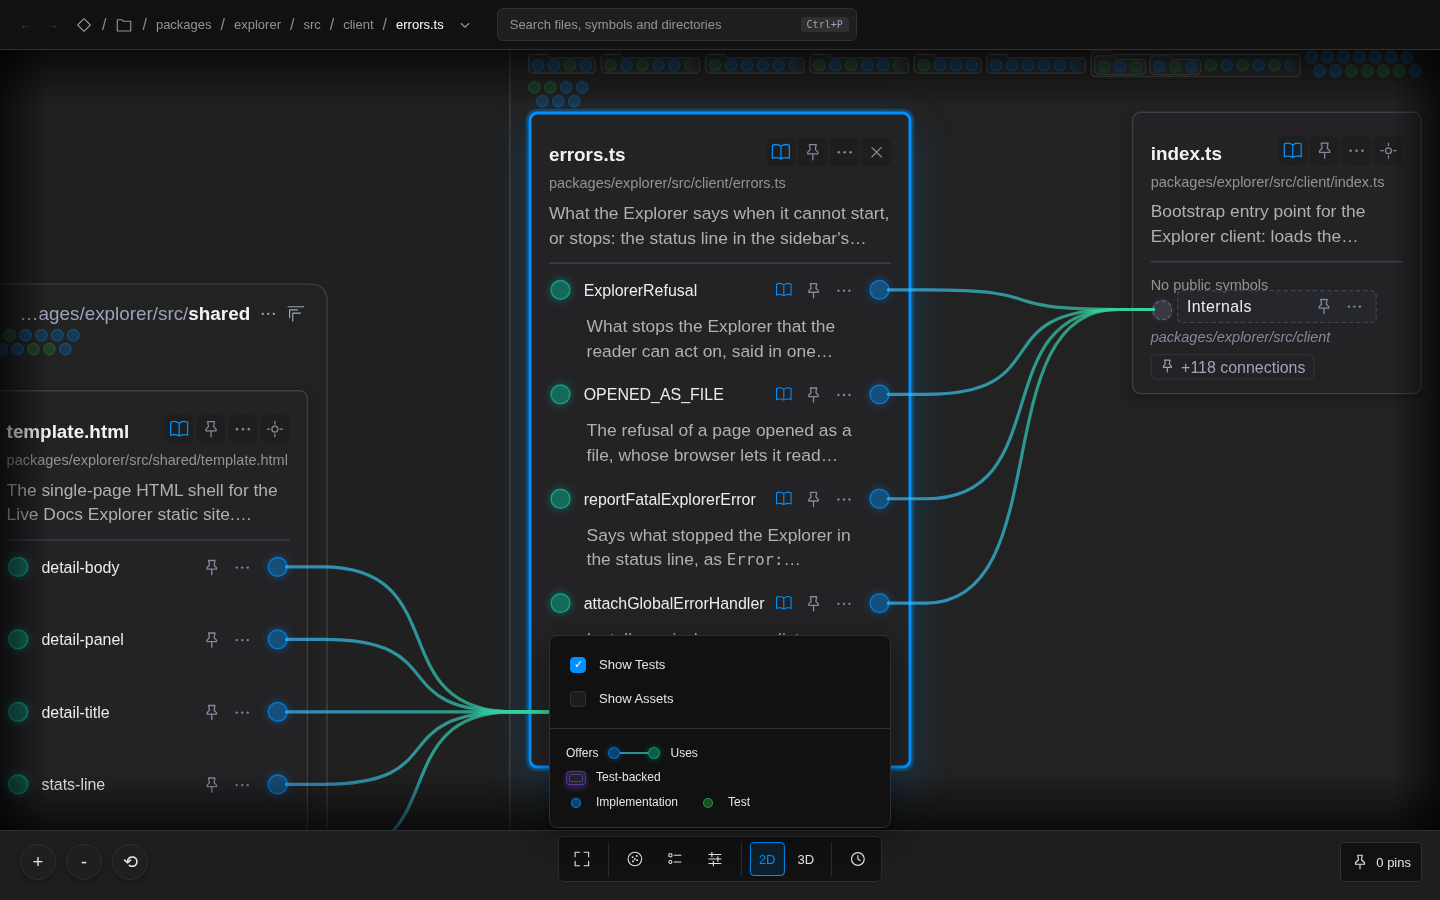 / / packages / explorer / src / client / errors.ts
Search files, symbols and directories Ctrl+P
errors.ts
packages/explorer/src/client/errors.ts
What the Explorer says when it cannot start,
or stops: the status line in the sidebar's…
ExplorerRefusal
What stops the Explorer that the
reader can act on, said in one…
OPENED_AS_FILE
The refusal of a page opened as a
file, whose browser lets it read…
reportFatalExplorerError
Says what stopped the Explorer in
the status line, as Error:…
attachGlobalErrorHandler
index.ts
packages/explorer/src/client/index.ts
Bootstrap entry point for the
Explorer client: loads the…
No public symbols
Internals
packages/explorer/src/client
+118 connections
…ages/explorer/src/shared
template.html
packages/explorer/src/shared/template.html
The single-page HTML shell for the
Live Docs Explorer static site.…
detail-body
detail-panel
detail-title
stats-line
Show Tests
Show Assets
Offers Uses
Test-backed
Implementation Test
+ - ⟲
2D 3D
0 pins